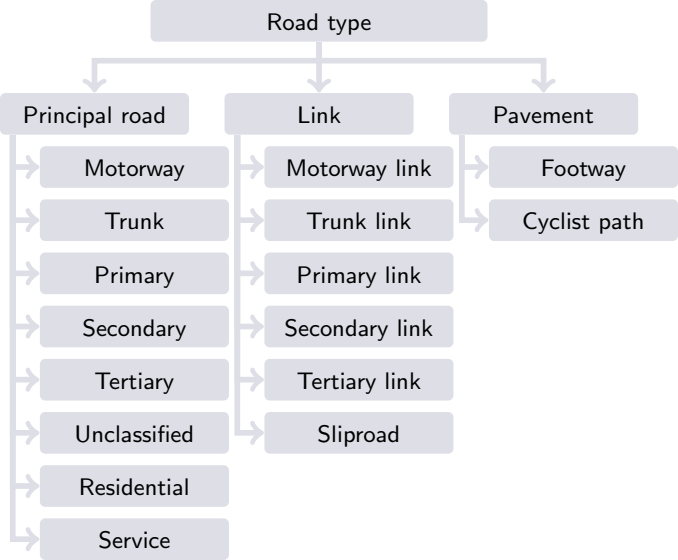 Road type
Principal road
Motorway
Trunk
Primary
Secondary
Tertiary
Unclassified
Residential
Service
Link
Motorway link
Trunk link
Primary link
Secondary link
Tertiary link
Sliproad
Pavement
Footway
Cyclist path